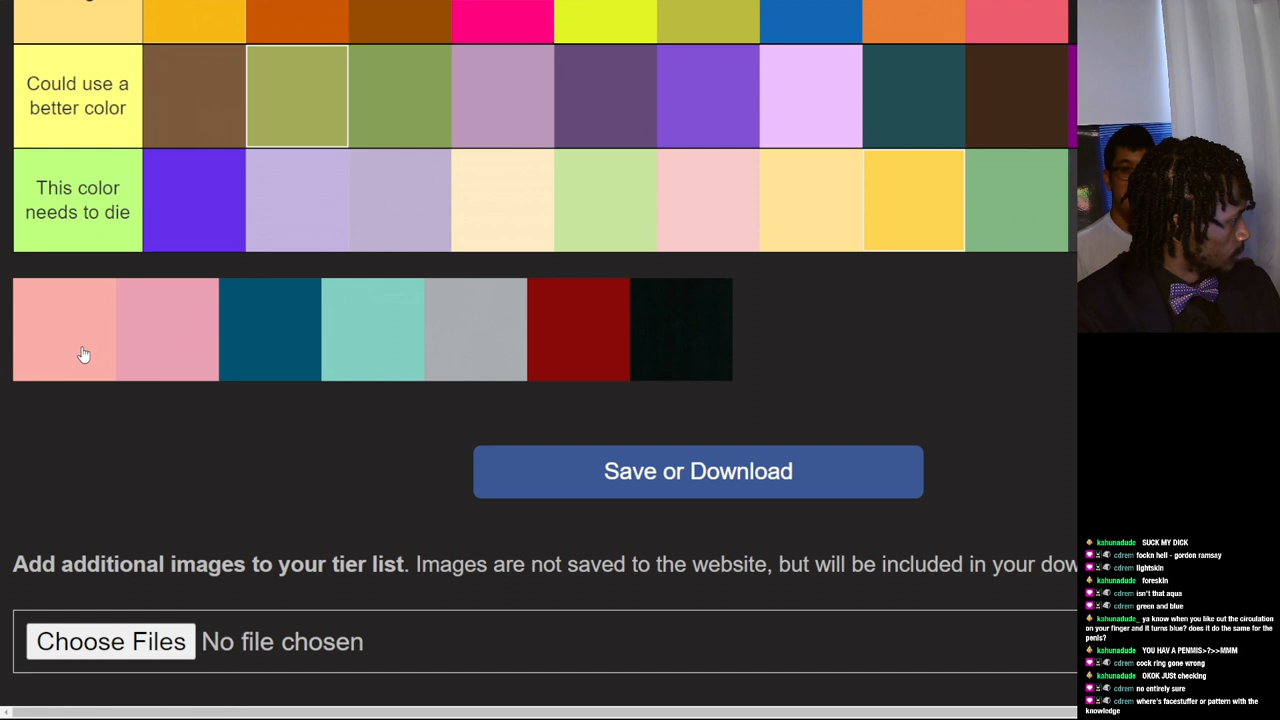 Could use a
better color
This color
needs to die
Save or Download
Add additional images to your tier list. Images are not saved to the website, but will be included in your dow
Choose Files No file chosen
kahunadude SUCK MY DICK
cdrem fockn hell - gordon ramsay
cdrem lightskin
kahunadude foreskin
cdrem isn't that aqua
cdrem green and blue
kahunadude_ ya know when you like cut the circulation
on your finger and it turns blue? does it do the same for the
penis?
kahunadude YOU HAV A PENMIS>?>>MMM
cdrem cock ring gone wrong
kahunadude OKOK JUSt checking
cdrem no entirely sure
cdrem where's facestuffer or pattern with the
knowledge